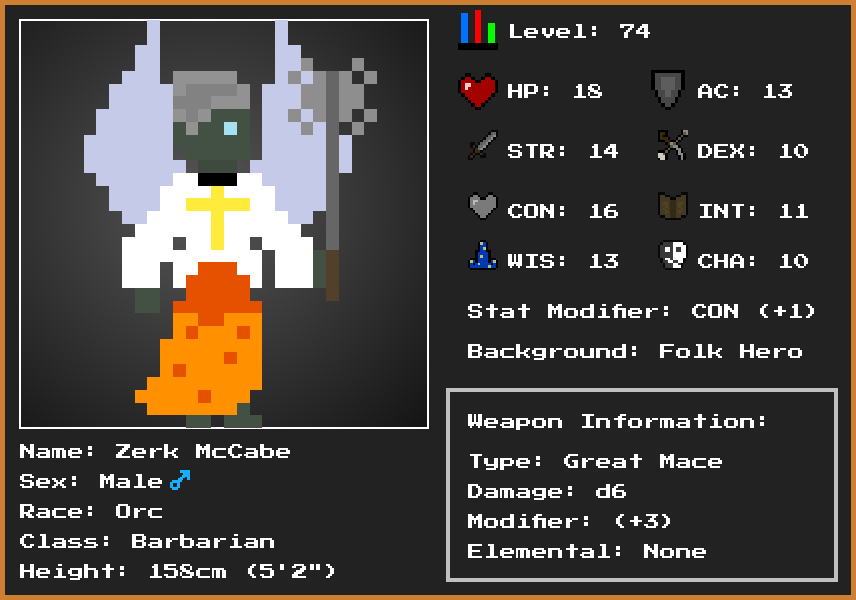 Level: 74
HP: 18 AC: 13
STR: 14 DEX: 10
CON: 16 INT: 11
WIS: 13 CHA: 10
Stat Modifier: CON (+1)
Background: Folk Hero
Weapon Information:
Type: Great Mace
Damage: d6
Modifier: (+3)
Elemental: None
Name: Zerk McCabe
Sex: Male♂
Race: Orc
Class: Barbarian
Height: 158cm (5'2")